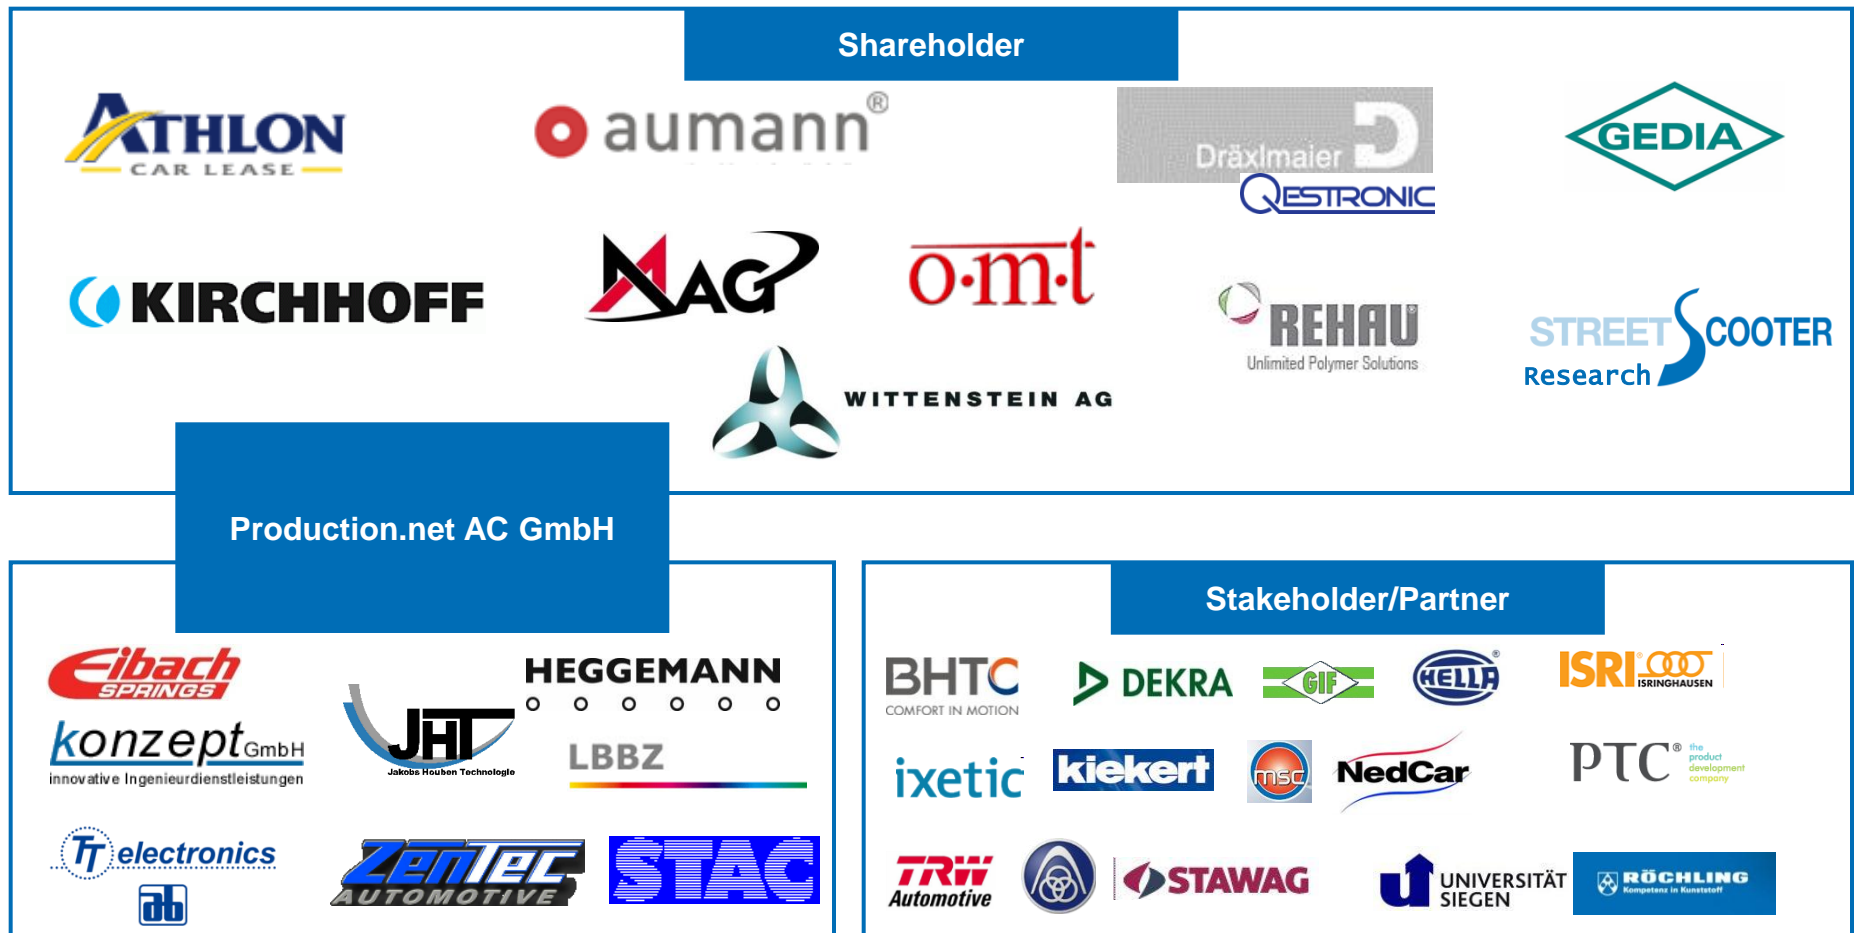 Shareholder
ATHLON
CAR LEASE
aumann®
Dräxlmaier
QESTRONIC
GEDIA
KIRCHHOFF
MAG
o·m·t
REHAU®
Unlimited Polymer Solutions
STREETSCOOTER
Research
WITTENSTEIN AG
Production.net AC GmbH
Eibach
SPRINGS
HEGGEMANN
konzept GmbH
innovative Ingenieurdienstleistungen
JHT
Jakobs Houben Technologie
LBBZ
TT electronics
ab
ZENTEC
AUTOMOTIVE
STAC
Stakeholder/Partner
BHTC
COMFORT IN MOTION
DEKRA
GIF
HELLA®
ISRI®
ISRINGHAUSEN
ixetic
kiekert
msc
NedCar
PTC®
the
product
development
company
TRW
Automotive
STAWAG
UNIVERSITÄT
SIEGEN
RÖCHLING
Kompetenz in Kunststoff